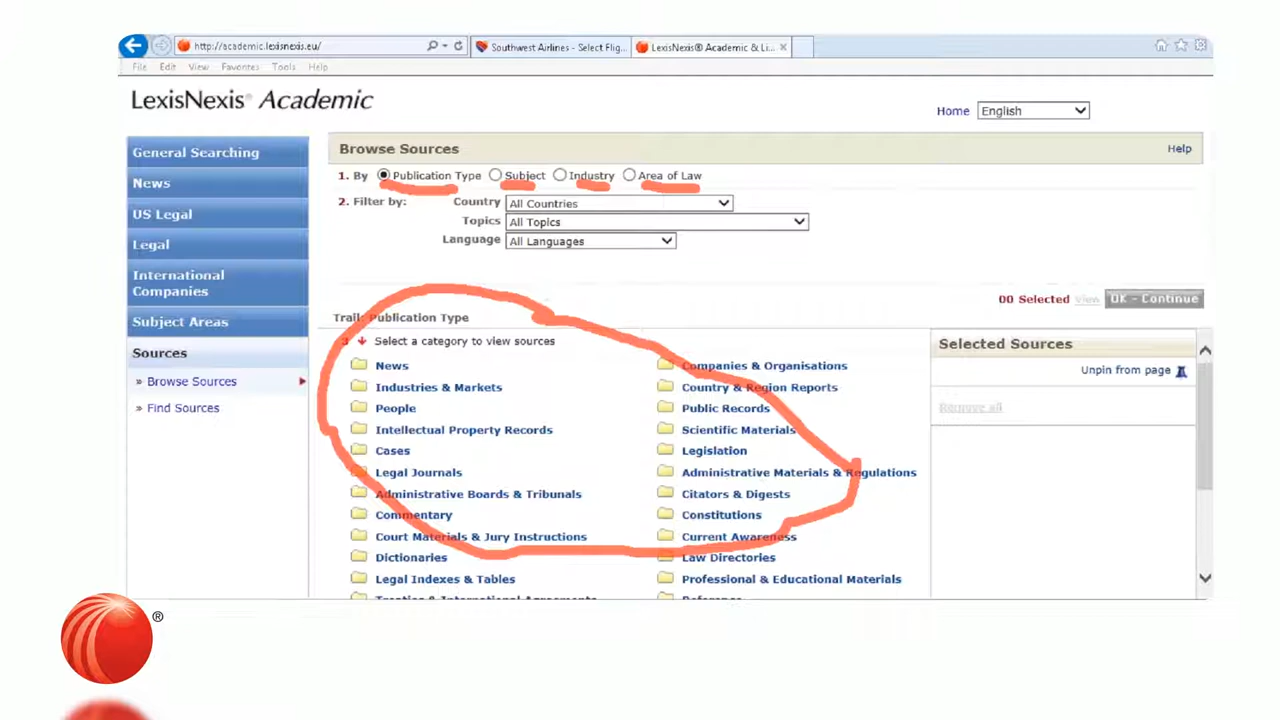 http://academic.lexisnexis.eu/
Southwest Airlines - Select Flig...
LexisNexis® Academic & Li...
File Edit View Favorites Tools Help
LexisNexis® Academic
Home English
General Searching
News
US Legal
Legal
International
Companies
Subject Areas
Sources
» Browse Sources
» Find Sources
Browse Sources Help
1. By Publication Type Subject Industry Area of Law
2. Filter by: Country All Countries
Topics All Topics
Language All Languages
00 Selected view OK - Continue
Trail: Publication Type
3 Select a category to view sources
News Companies & Organisations
Industries & Markets Country & Region Reports
People Public Records
Intellectual Property Records Scientific Materials
Cases Legislation
Legal Journals Administrative Materials & Regulations
Administrative Boards & Tribunals Citators & Digests
Commentary Constitutions
Court Materials & Jury Instructions Current Awareness
Dictionaries Law Directories
Legal Indexes & Tables Professional & Educational Materials
Treaties & International Agreements Reference
Selected Sources
Unpin from page
Remove all
®